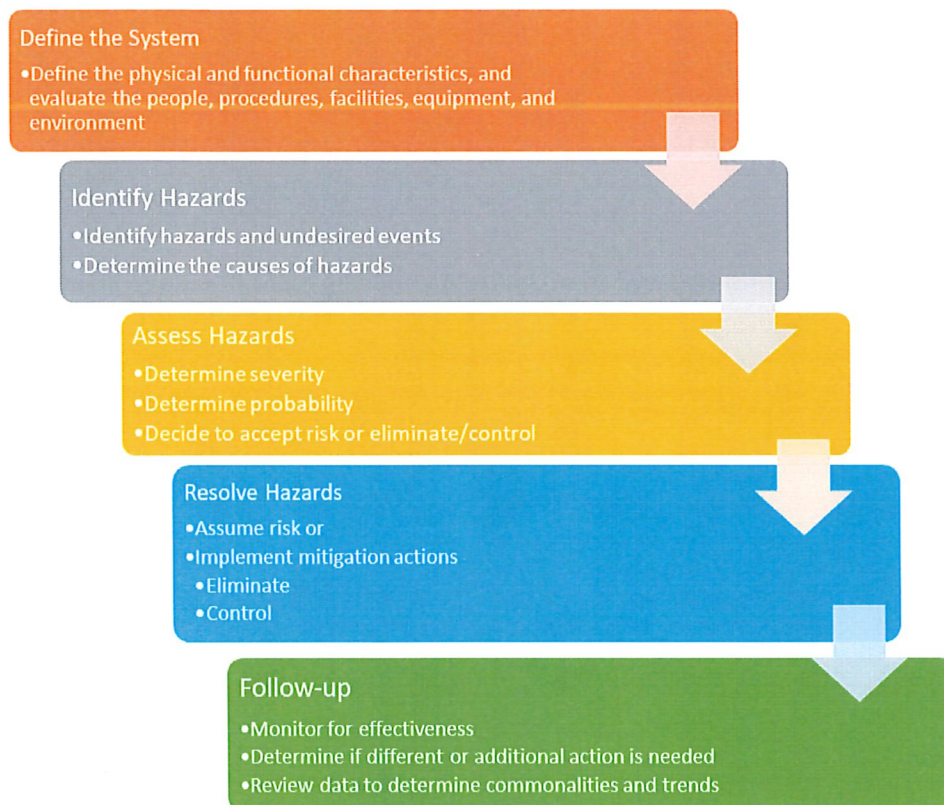 Define the System
•Define the physical and functional characteristics, and
evaluate the people, procedures, facilities, equipment, and
environment
Identify Hazards
•Identify hazards and undesired events
•Determine the causes of hazards
Assess Hazards
•Determine severity
•Determine probability
•Decide to accept risk or eliminate/control
Resolve Hazards
•Assume risk or
•Implement mitigation actions
•Eliminate
•Control
Follow-up
•Monitor for effectiveness
•Determine if different or additional action is needed
•Review data to determine commonalities and trends